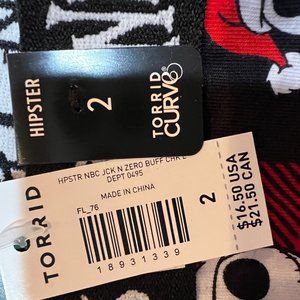 HIPSTER
2
TORRID
CURVE
TORRID
HPSTR NBC JCK N ZERO BUFF CHK
DEPT 0495
MADE IN CHINA
FL_76
18931339
2
$16.50 USA
$21.50 CAN